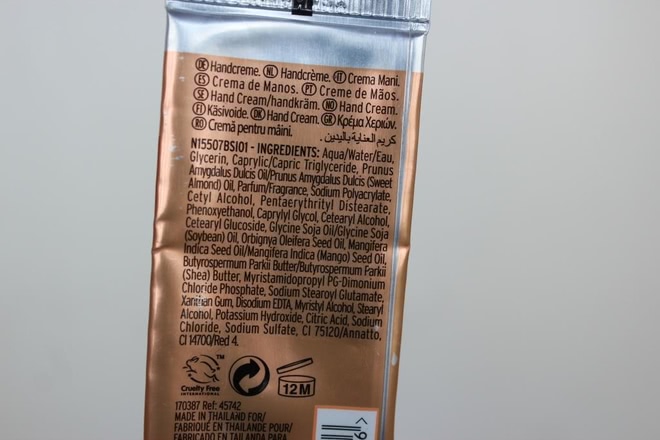 DE Handcreme. NL Handcrème. IT Crema Mani.
ES Crema de Manos. PT Creme de Mãos.
SE Hand Cream/handkräm. NO Hand Cream.
FI Käsivoide. DK Hand Cream. GR Κρέμα Χεριών.
RO Cremă pentru mâini. كريم العناية باليدين.
N15507BSI01 - INGREDIENTS: Aqua/Water/Eau,
Glycerin, Caprylic/Capric Triglyceride, Prunus
Amygdalus Dulcis Oil/Prunus Amygdalus Dulcis (Sweet
Almond) Oil, Parfum/Fragrance, Sodium Polyacrylate,
Cetyl Alcohol, Pentaerythrityl Distearate,
Phenoxyethanol, Caprylyl Glycol, Cetearyl Alcohol,
Cetearyl Glucoside, Glycine Soja Oil/Glycine Soja
(Soybean) Oil, Orbignya Oleifera Seed Oil, Mangifera
Indica Seed Oil/Mangifera Indica (Mango) Seed Oil,
Butyrospermum Parkii Butter/Butyrospermum Parkii
(Shea) Butter, Myristamidopropyl PG-Dimonium
Chloride Phosphate, Sodium Stearoyl Glutamate,
Xanthan Gum, Disodium EDTA, Myristyl Alcohol, Stearyl
Alcohol, Potassium Hydroxide, Citric Acid, Sodium
Chloride, Sodium Sulfate, CI 75120/Annatto,
CI 14700/Red 4.
TM
Cruelty Free
INTERNATIONAL
12M
170387 Ref: 45742
MADE IN THAILAND FOR/
FABRIQUÉ EN THAILANDE POUR/
FABRICADO EN TAILANDA PARA
<9